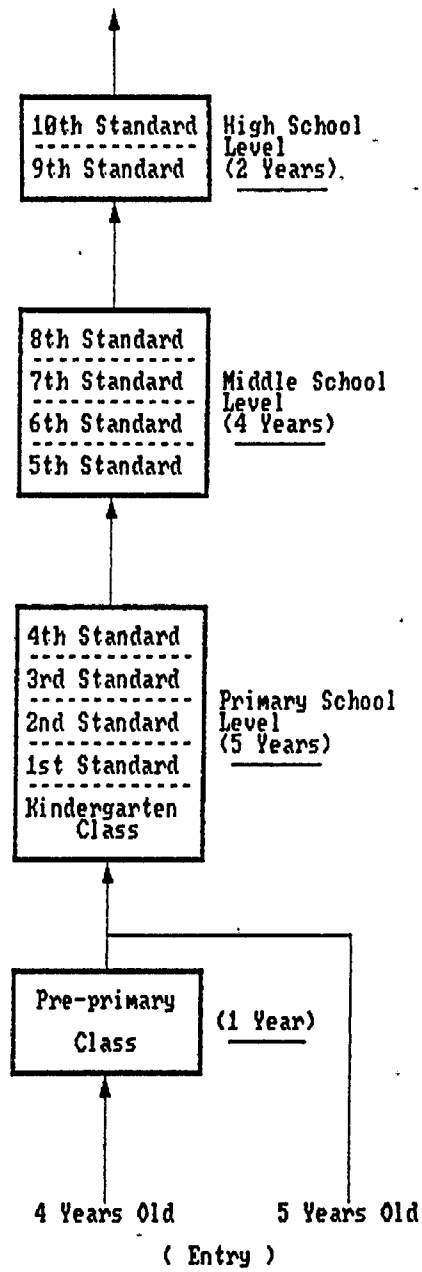 10th Standard
9th Standard
High School
Level
(2 Years)
8th Standard
7th Standard
6th Standard
5th Standard
Middle School
Level
(4 Years)
4th Standard
3rd Standard
2nd Standard
1st Standard
Kindergarten
Class
Primary School
Level
(5 Years)
Pre-primary
Class
(1 Year)
4 Years Old
5 Years Old
( Entry )